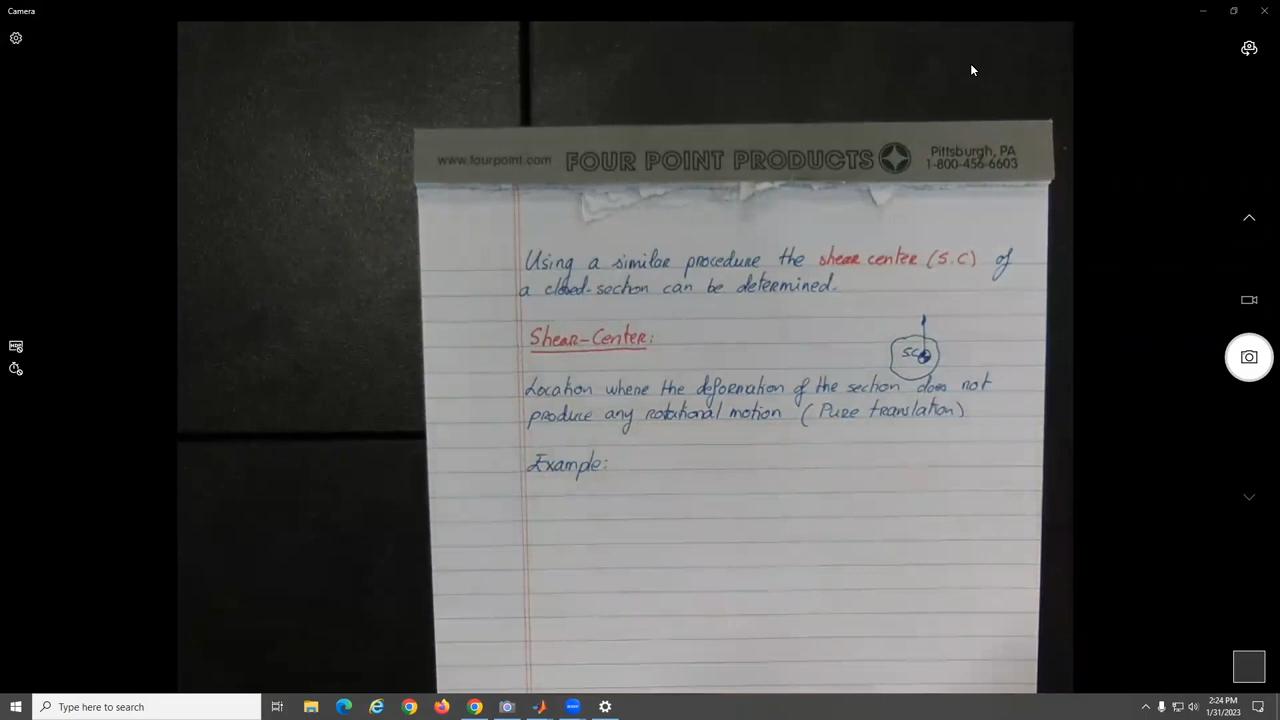 Camera
www.fourpoint.com FOUR POINT PRODUCTS Pittsburgh, PA
1-800-456-6603
Using a similar procedure the shear center (S.C) of
a closed-section can be determined.
Shear-Center:
S.C
Location where the deformation of the section does not
produce any rotational motion (Pure translation)
Example:
Type here to search
2:24 PM
1/31/2023